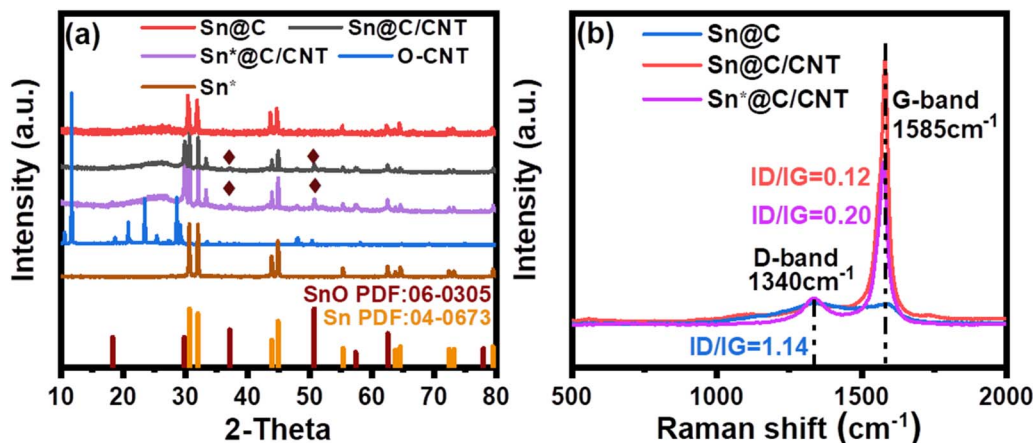 (a)
Sn@C
Sn@C/CNT
Sn*@C/CNT
O-CNT
Sn*
Intensity (a.u.)
SnO PDF:06-0305
Sn PDF:04-0673
10 20 30 40 50 60 70 80
2-Theta
(b)
Sn@C
Sn@C/CNT
Sn*@C/CNT
G-band
1585cm⁻¹
ID/IG=0.12
ID/IG=0.20
D-band
1340cm⁻¹
ID/IG=1.14
Intensity (a.u.)
500 1000 1500 2000
Raman shift (cm⁻¹)